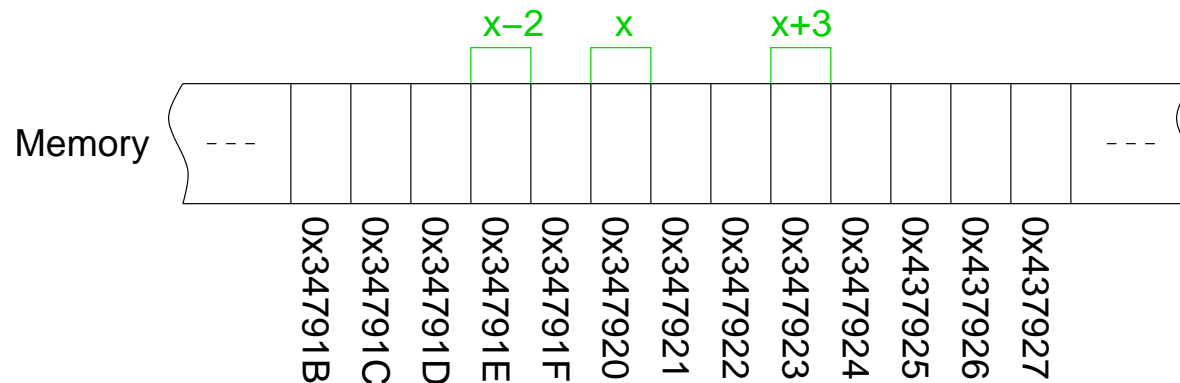 x−2 x x+3
Memory
0x34791B
0x34791C
0x34791D
0x34791E
0x34791F
0x347920
0x347921
0x347922
0x347923
0x347924
0x437925
0x437926
0x437927